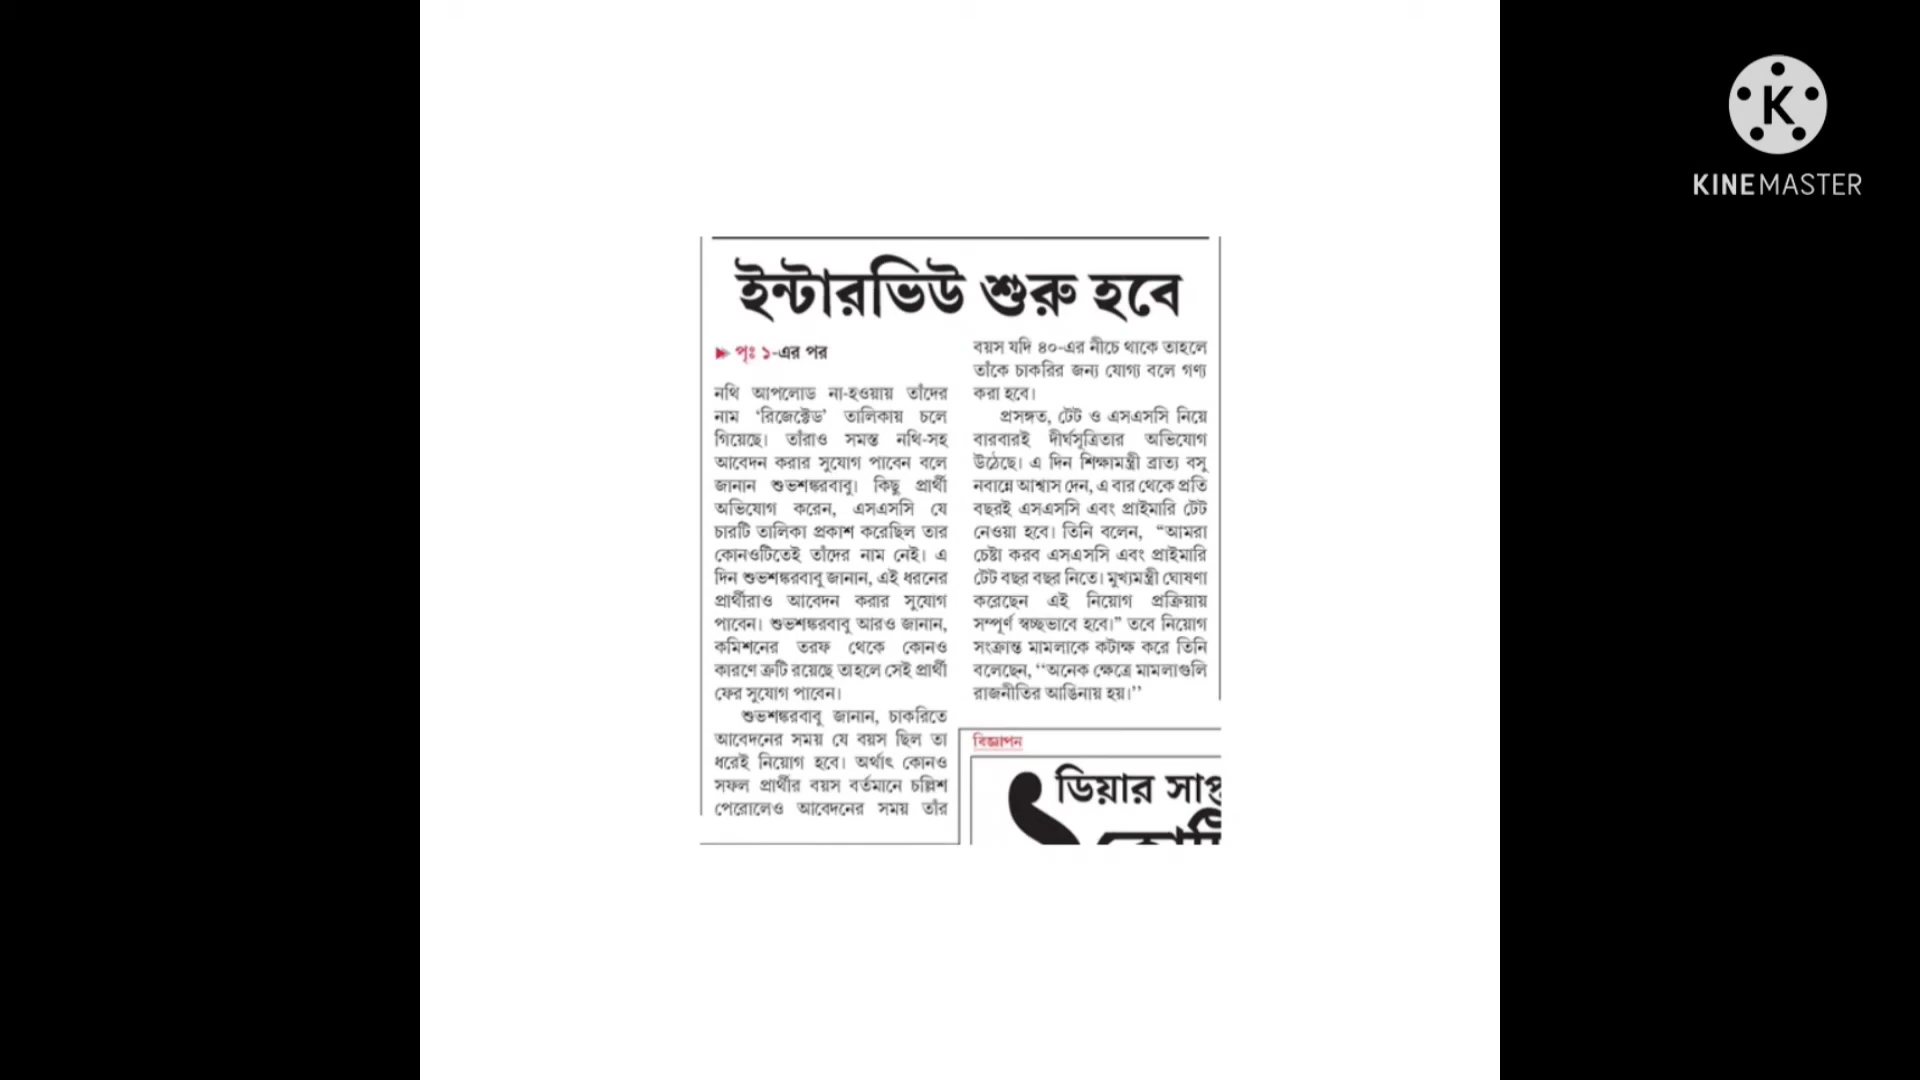 KINEMASTER
ইন্টারভিউ শুরু হবে
পৃঃ ১-এর পর
নথি আপলোড না-হওয়ায় তাঁদের
নাম ‘রিজেক্টেড’ তালিকায় চলে
গিয়েছে। তাঁরাও সমস্ত নথি-সহ
আবেদন করার সুযোগ পাবেন বলে
জানান শুভশঙ্করবাবু। কিছু প্রার্থী
অভিযোগ করেন, এসএসসি যে
চারটি তালিকা প্রকাশ করেছিল তার
কোনওটিতেই তাঁদের নাম নেই। এ
দিন শুভশঙ্করবাবু জানান, এই ধরনের
প্রার্থীরাও আবেদন করার সুযোগ
পাবেন। শুভশঙ্করবাবু আরও জানান,
কমিশনের তরফ থেকে কোনও
কারণে ত্রুটি রয়েছে তাহলে সেই প্রার্থী
ফের সুযোগ পাবেন।
শুভশঙ্করবাবু জানান, চাকরিতে
আবেদনের সময় যে বয়স ছিল তা
ধরেই নিয়োগ হবে। অর্থাৎ কোনও
সফল প্রার্থীর বয়স বর্তমানে চল্লিশ
পেরোলেও আবেদনের সময় তাঁর
বয়স যদি ৪০-এর নীচে থাকে তাহলে
তাঁকে চাকরির জন্য যোগ্য বলে গণ্য
করা হবে।
প্রসঙ্গত, টেট ও এসএসসি নিয়ে
বারবারই দীর্ঘসূত্রিতার অভিযোগ
উঠেছে। এ দিন শিক্ষামন্ত্রী ব্রাত্য বসু
নবান্নে আশ্বাস দেন, এ বার থেকে প্রতি
বছরই এসএসসি এবং প্রাইমারি টেট
নেওয়া হবে। তিনি বলেন, “আমরা
চেষ্টা করব এসএসসি এবং প্রাইমারি
টেট বছর বছর নিতে। মুখ্যমন্ত্রী ঘোষণা
করেছেন এই নিয়োগ প্রক্রিয়ায়
সম্পূর্ণ স্বচ্ছভাবে হবে।” তবে নিয়োগ
সংক্রান্ত মামলাকে কটাক্ষ করে তিনি
বলেছেন, ‘‘অনেক ক্ষেত্রে মামলাগুলি
রাজনীতির আঙিনায় হয়।’’
বিজ্ঞাপন
ডিয়ার